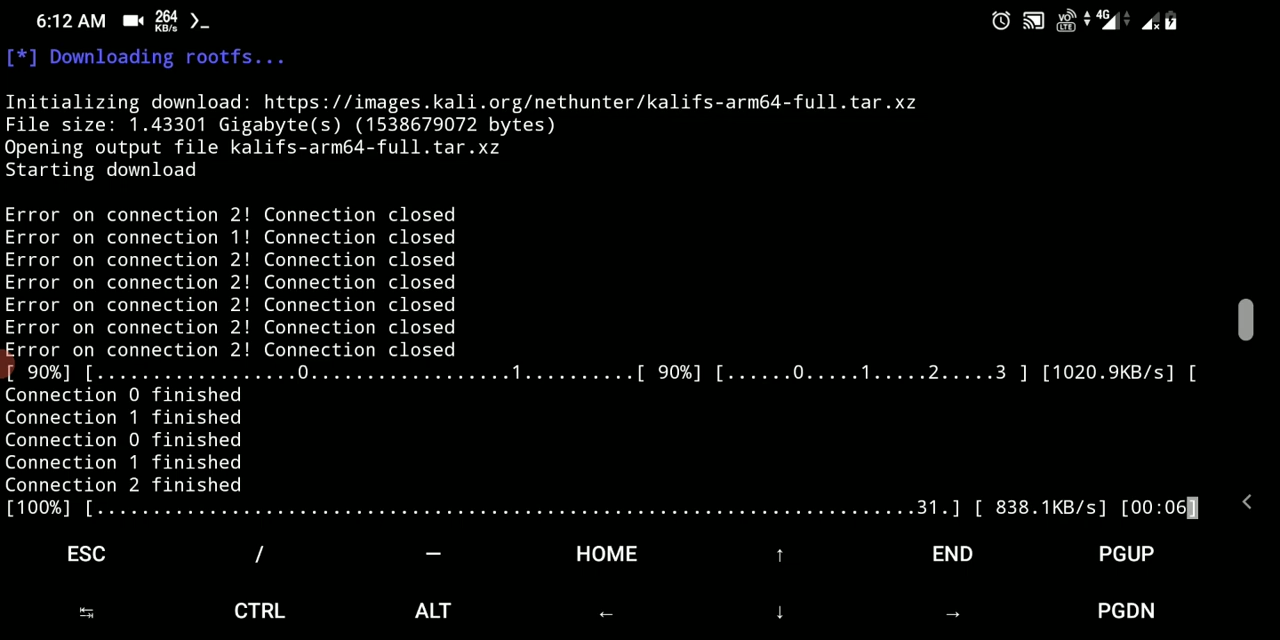 6:12 AM 264 KB/s >_ VO LTE 4G
[*] Downloading rootfs...
Initializing download: https://images.kali.org/nethunter/kalifs-arm64-full.tar.xz
File size: 1.43301 Gigabyte(s) (1538679072 bytes)
Opening output file kalifs-arm64-full.tar.xz
Starting download
Error on connection 2! Connection closed
Error on connection 1! Connection closed
Error on connection 2! Connection closed
Error on connection 2! Connection closed
Error on connection 2! Connection closed
Error on connection 2! Connection closed
Error on connection 2! Connection closed
[ 90%] [..................0..................1..........[ 90%] [......0.....1.....2.....3 ] [1020.9KB/s] [
Connection 0 finished
Connection 1 finished
Connection 0 finished
Connection 1 finished
Connection 2 finished
[100%] [.........................................................................31.] [ 838.1KB/s] [00:06]
ESC / — HOME ↑ END PGUP
↹ CTRL ALT ← ↓ → PGDN